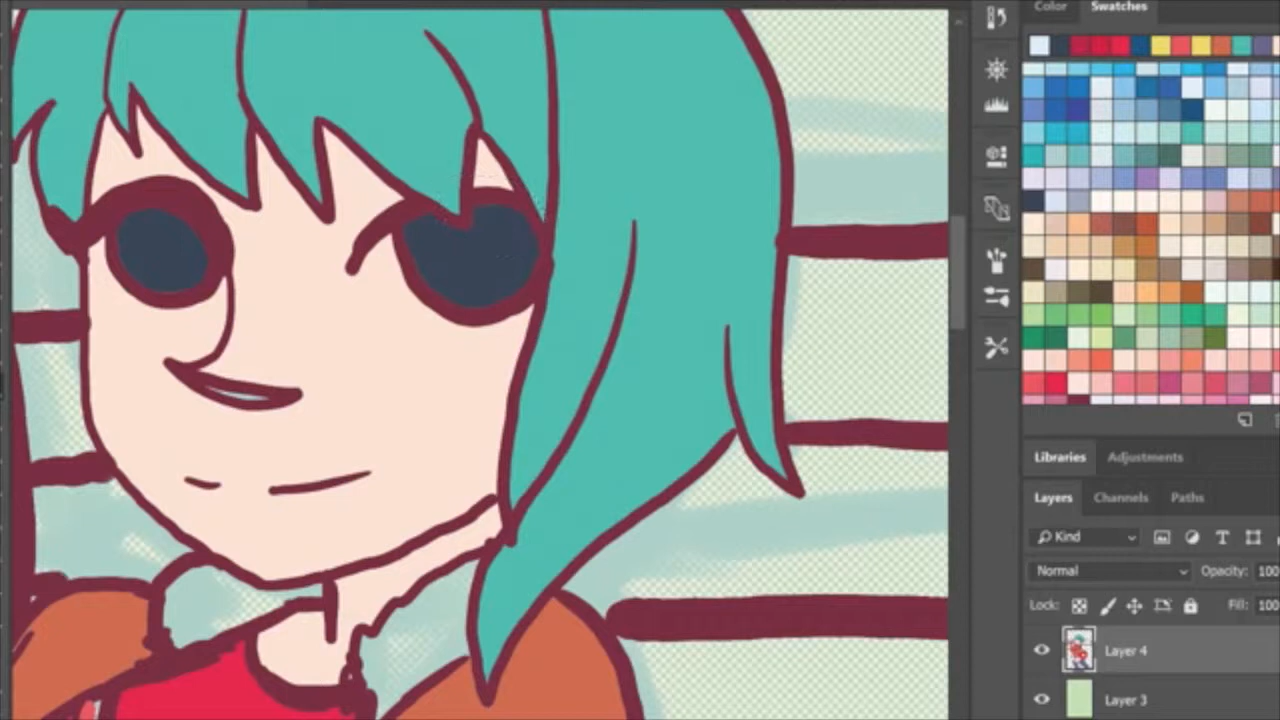 Color Swatches
Libraries Adjustments
Layers Channels Paths
Kind
Normal Opacity: 100
Lock: Fill: 100
Layer 4
Layer 3